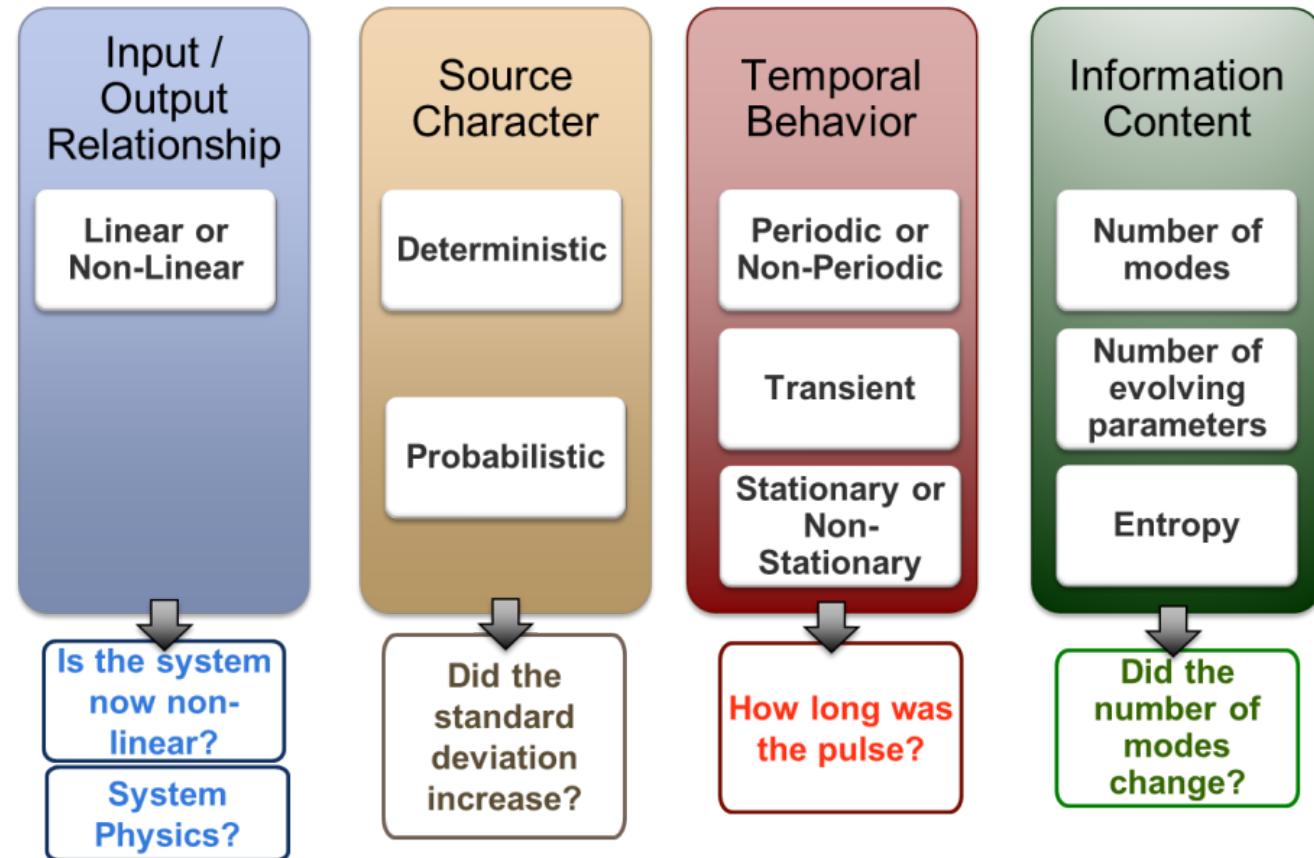 Input /
Output
Relationship
Linear or
Non-Linear
Is the system
now non-
linear?
System
Physics?
Source
Character
Deterministic
Probabilistic
Did the
standard
deviation
increase?
Temporal
Behavior
Periodic or
Non-Periodic
Transient
Stationary or
Non-
Stationary
How long was
the pulse?
Information
Content
Number of
modes
Number of
evolving
parameters
Entropy
Did the
number of
modes
change?